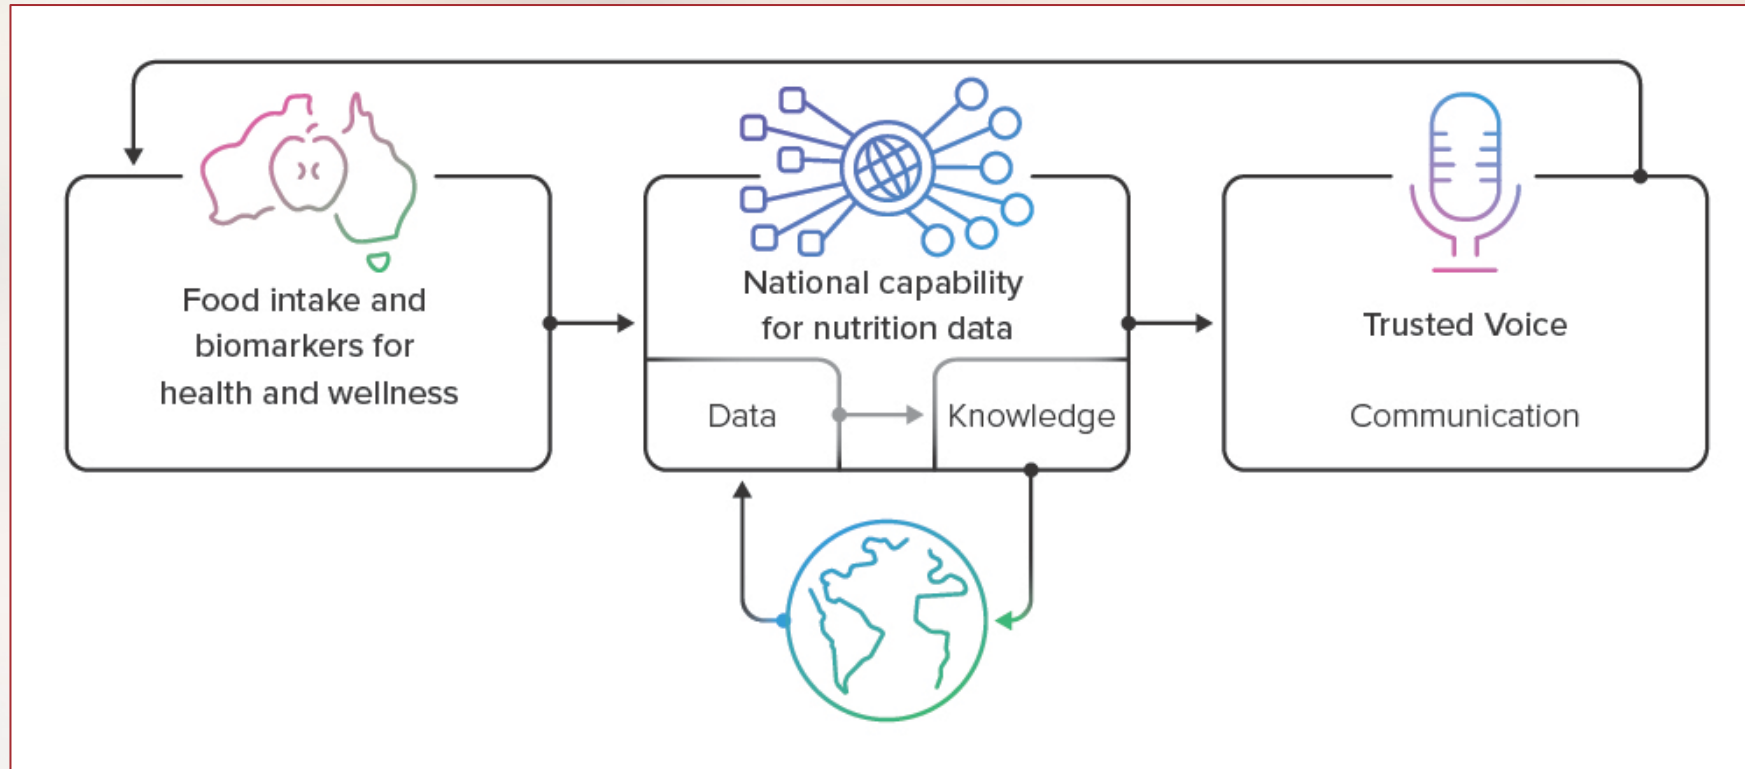 Food intake and
biomarkers for
health and wellness
National capability
for nutrition data
Data
Knowledge
Trusted Voice
Communication